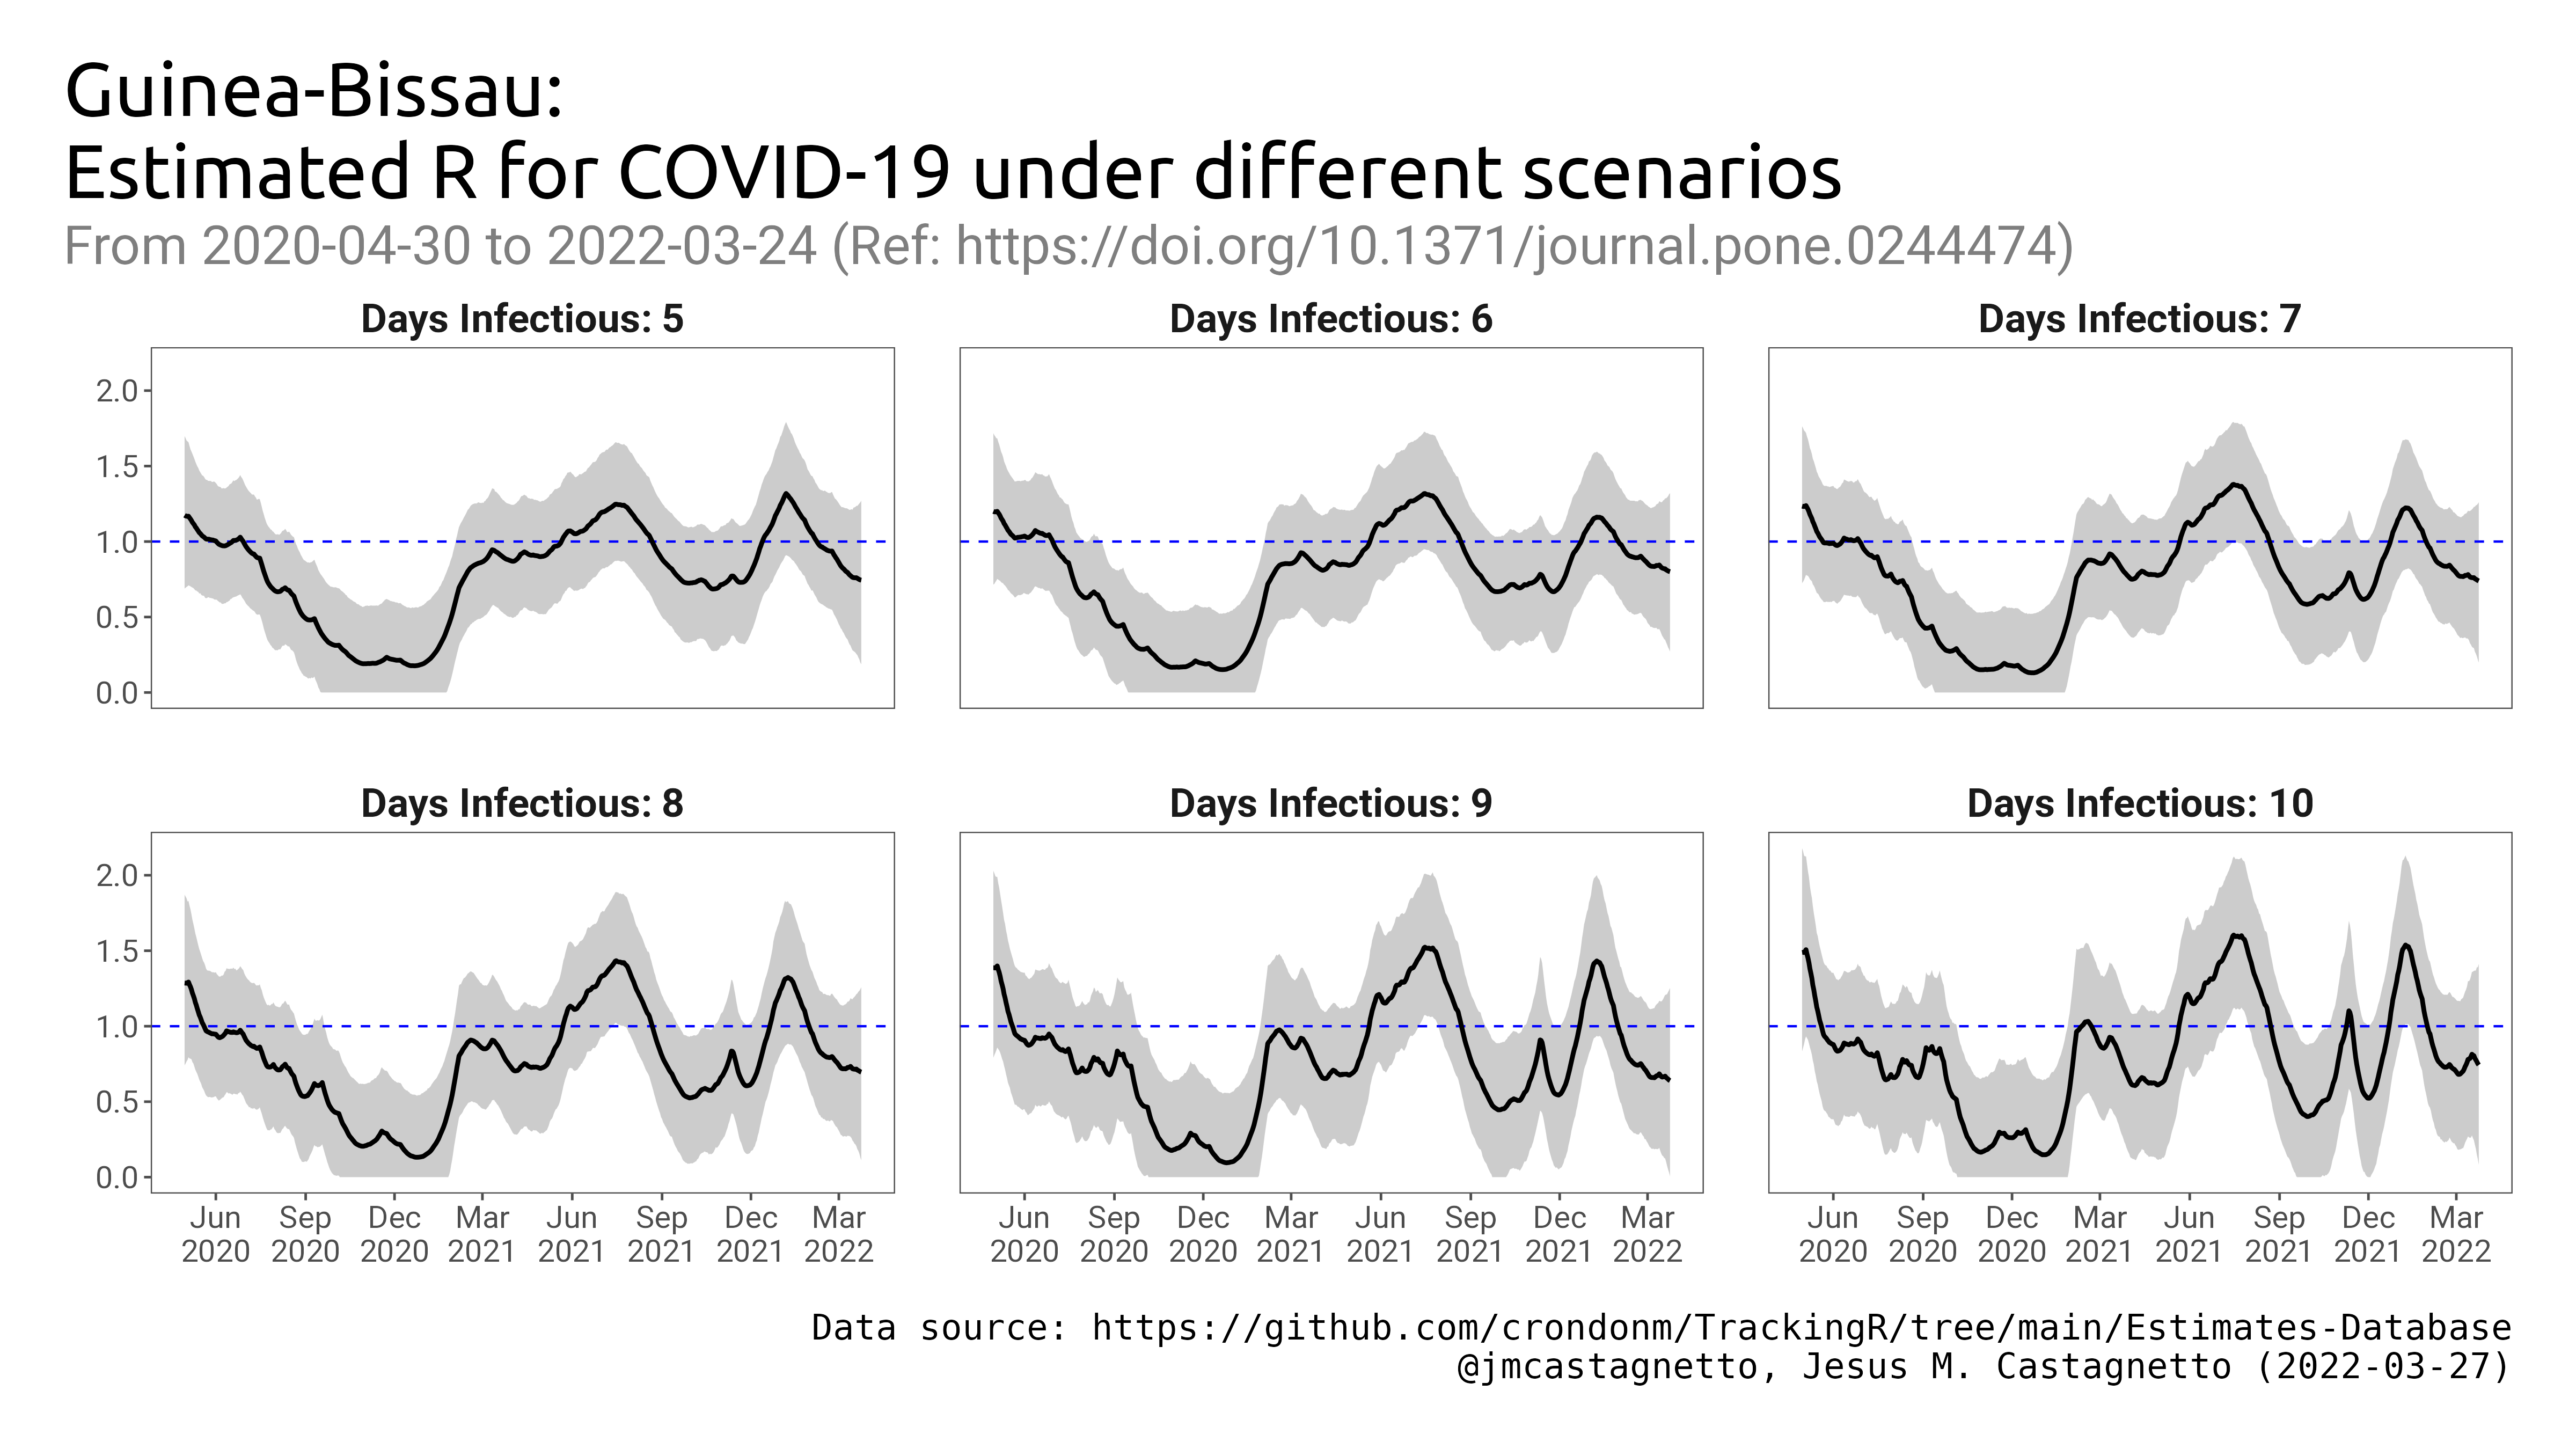 Guinea-Bissau:
Estimated R for COVID-19 under different scenarios
From 2020-04-30 to 2022-03-24 (Ref: https://doi.org/10.1371/journal.pone.0244474)
Days Infectious: 5
Days Infectious: 6
Days Infectious: 7
2.0
1.5
1.0
0.5
0.0
Days Infectious: 8
Days Infectious: 9
Days Infectious: 10
2.0
1.5
1.0
0.5
0.0
Jun Sep Dec Mar Jun Sep Dec Mar
2020 2020 2020 2021 2021 2021 2021 2022
Jun Sep Dec Mar Jun Sep Dec Mar
2020 2020 2020 2021 2021 2021 2021 2022
Jun Sep Dec Mar Jun Sep Dec Mar
2020 2020 2020 2021 2021 2021 2021 2022
Data source: https://github.com/crondonm/TrackingR/tree/main/Estimates-Database
@jmcastagnetto, Jesus M. Castagnetto (2022-03-27)